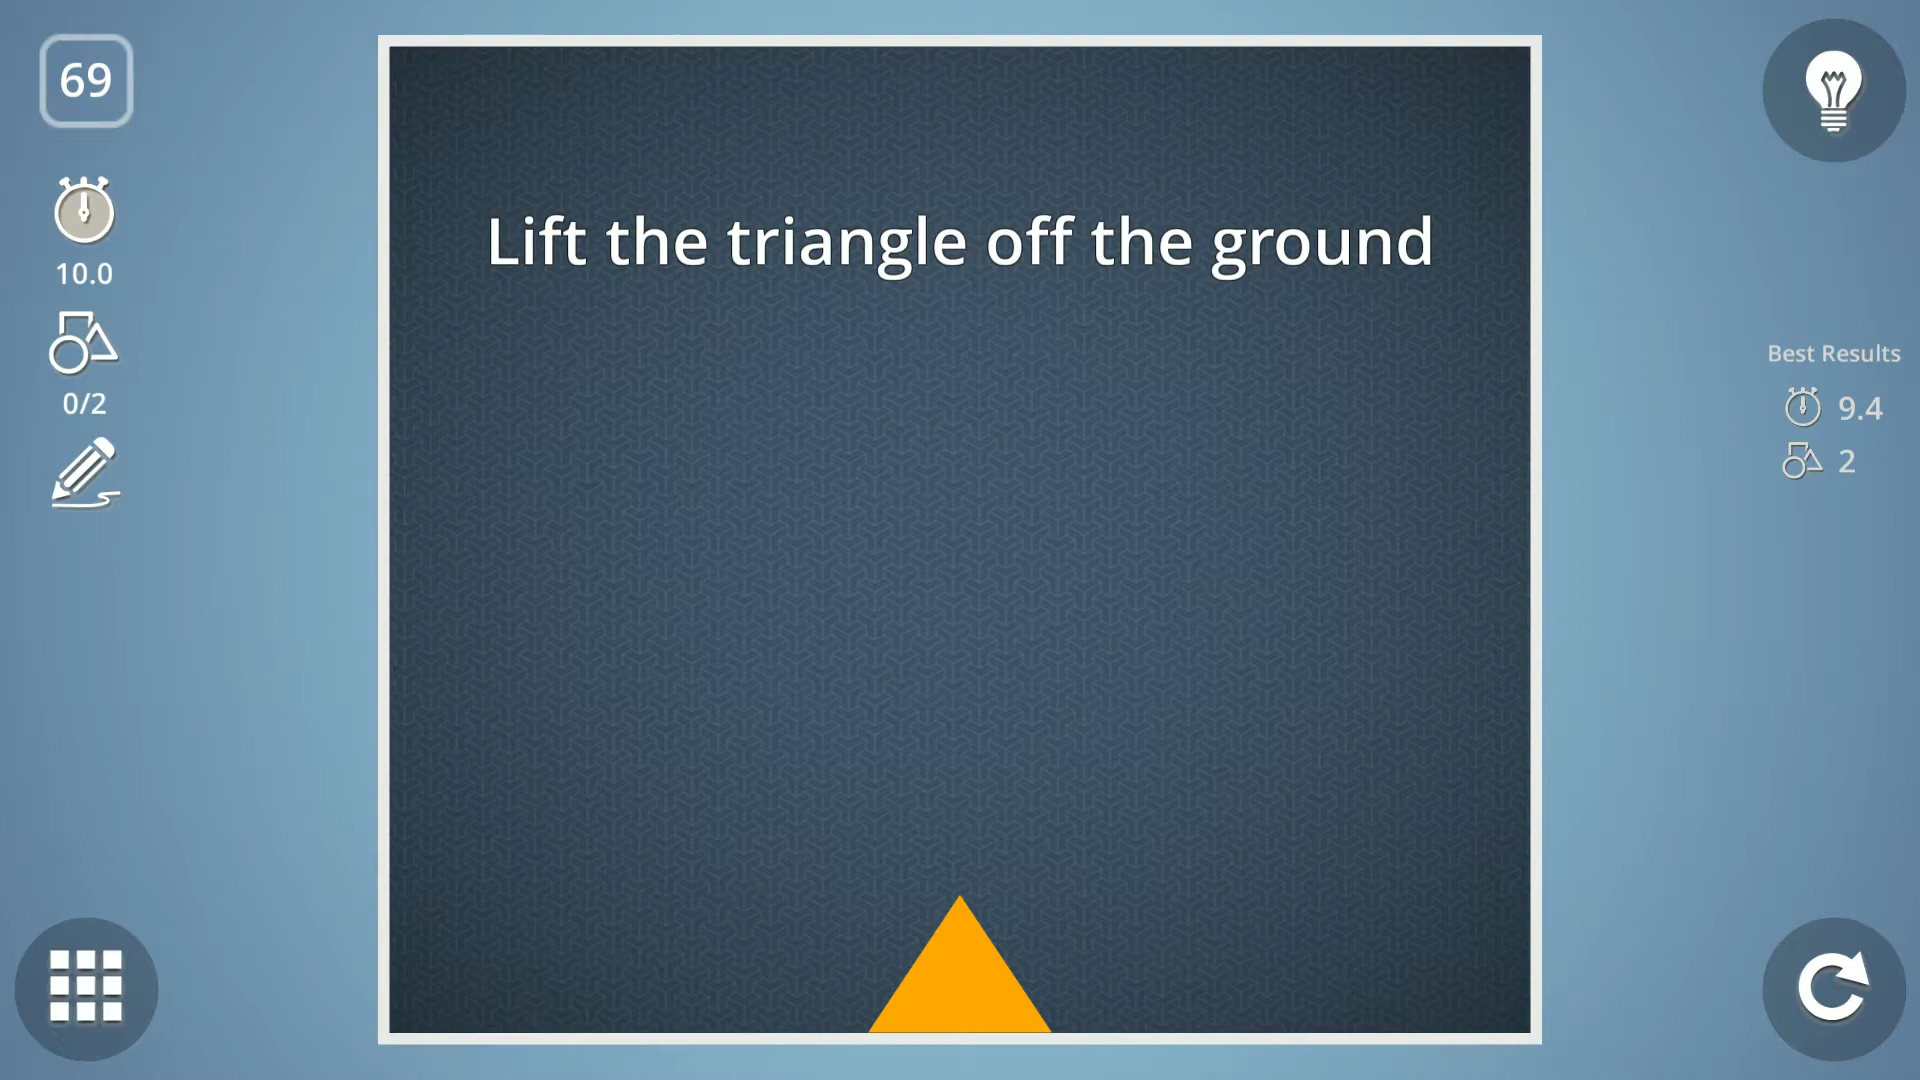 69
Lift the triangle off the ground
10.0
0/2
Best Results
9.4
2